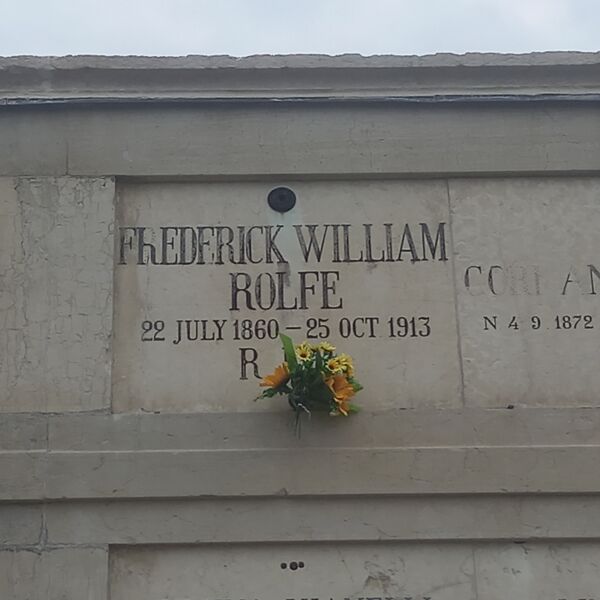 FREDERICK WILLIAM
ROLFE
22 JULY 1860 – 25 OCT 1913
R
N 4 9 1872